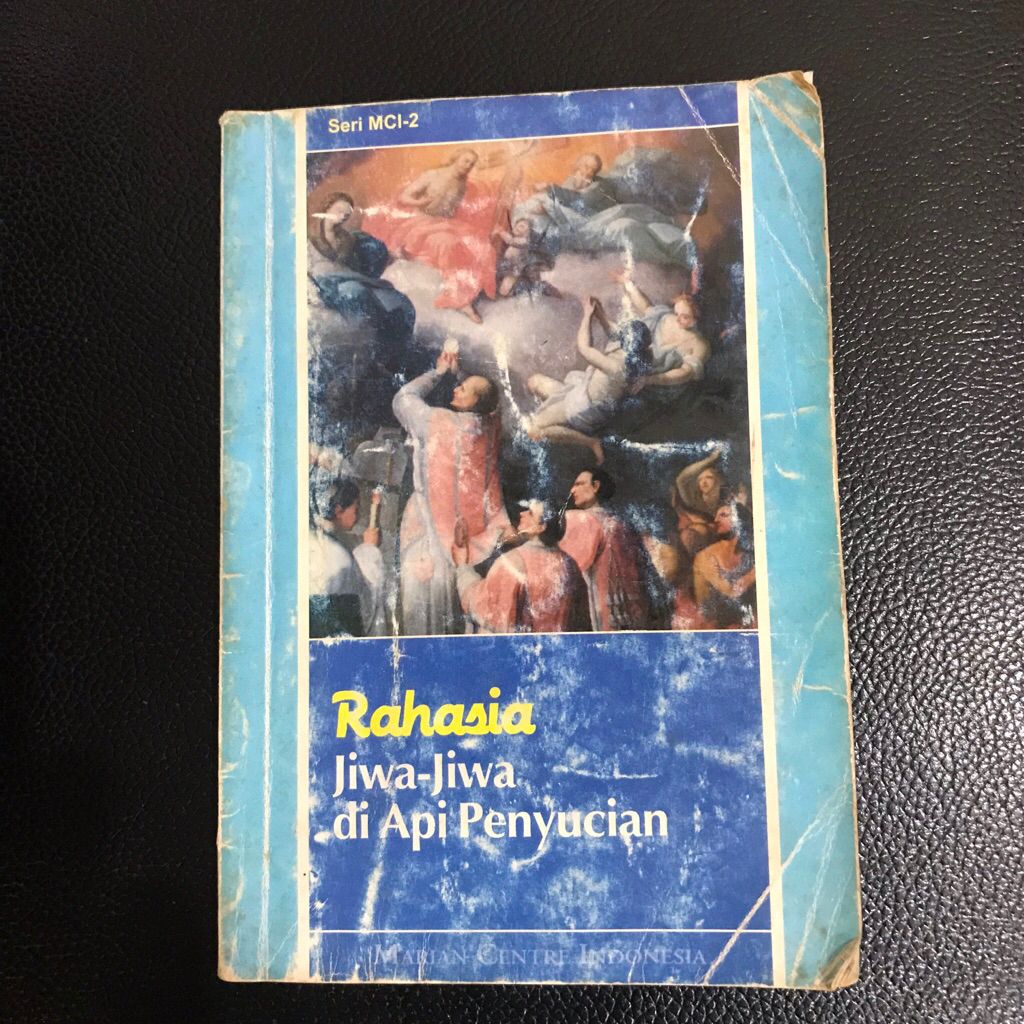 Seri MCI-2
Rahasia
Jiwa-Jiwa
di Api Penyucian
MARIAN CENTRE INDONESIA